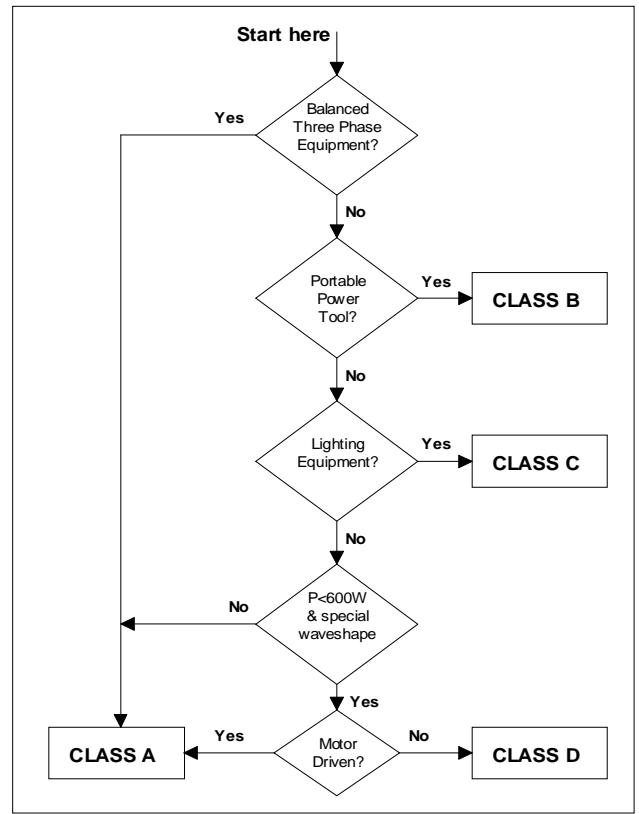 Start here
Balanced
Three Phase
Equipment?
Yes
No
Portable
Power
Tool?
Yes
CLASS B
No
Lighting
Equipment?
Yes
CLASS C
No
P<600W
& special
waveshape
No
Yes
Motor
Driven?
Yes
CLASS A
No
CLASS D